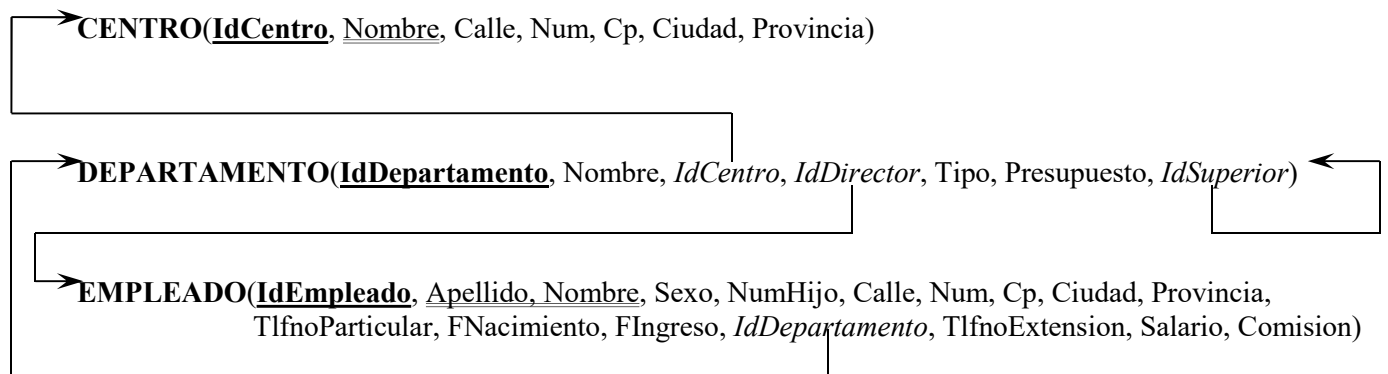 CENTRO(IdCentro, Nombre, Calle, Num, Cp, Ciudad, Provincia)
DEPARTAMENTO(IdDepartamento, Nombre, IdCentro, IdDirector, Tipo, Presupuesto, IdSuperior)
EMPLEADO(IdEmpleado, Apellido, Nombre, Sexo, NumHijo, Calle, Num, Cp, Ciudad, Provincia,
TlfnoParticular, FNacimiento, FIngreso, IdDepartamento, TlfnoExtension, Salario, Comision)